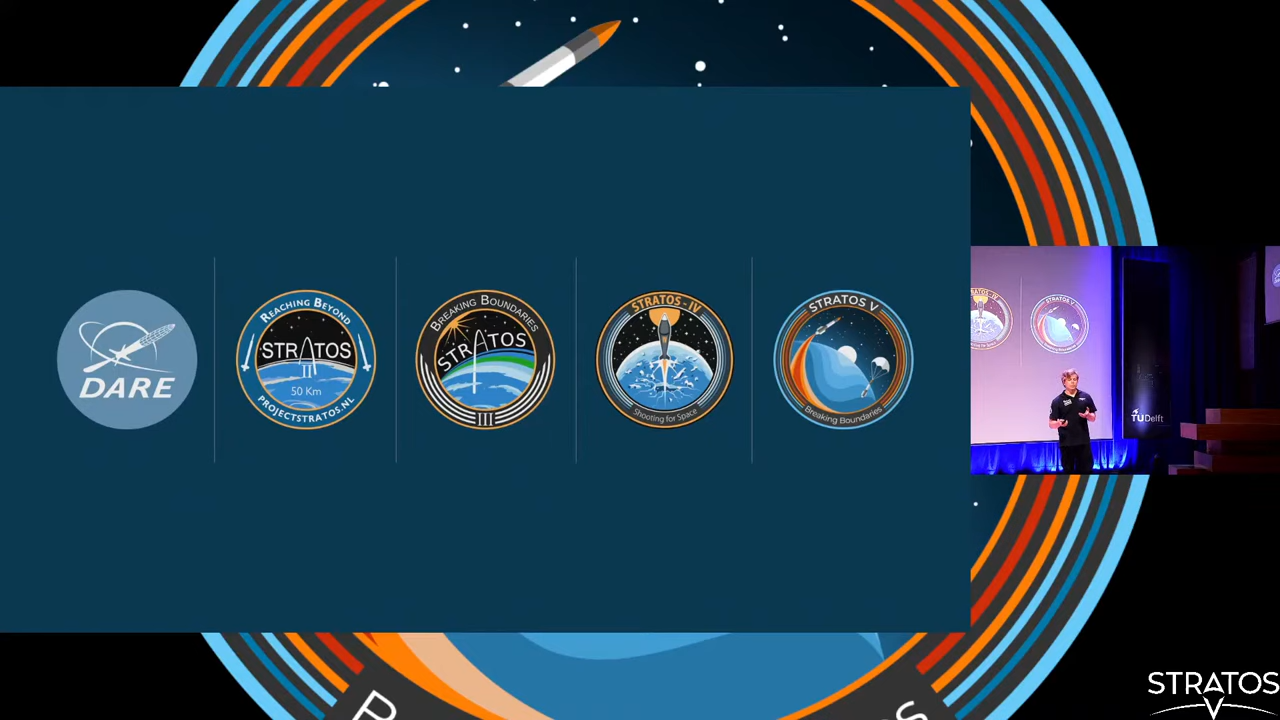 DARE
REACHING BEYOND
STRATOS
II
50 Km
PROJECTSTRATOS.NL
BREAKING BOUNDARIES
STRATOS
III
STRATOS-IV
Shooting for Space
STRATOS V
Breaking Boundaries
STRATOS V
TUDelft
STRATOS